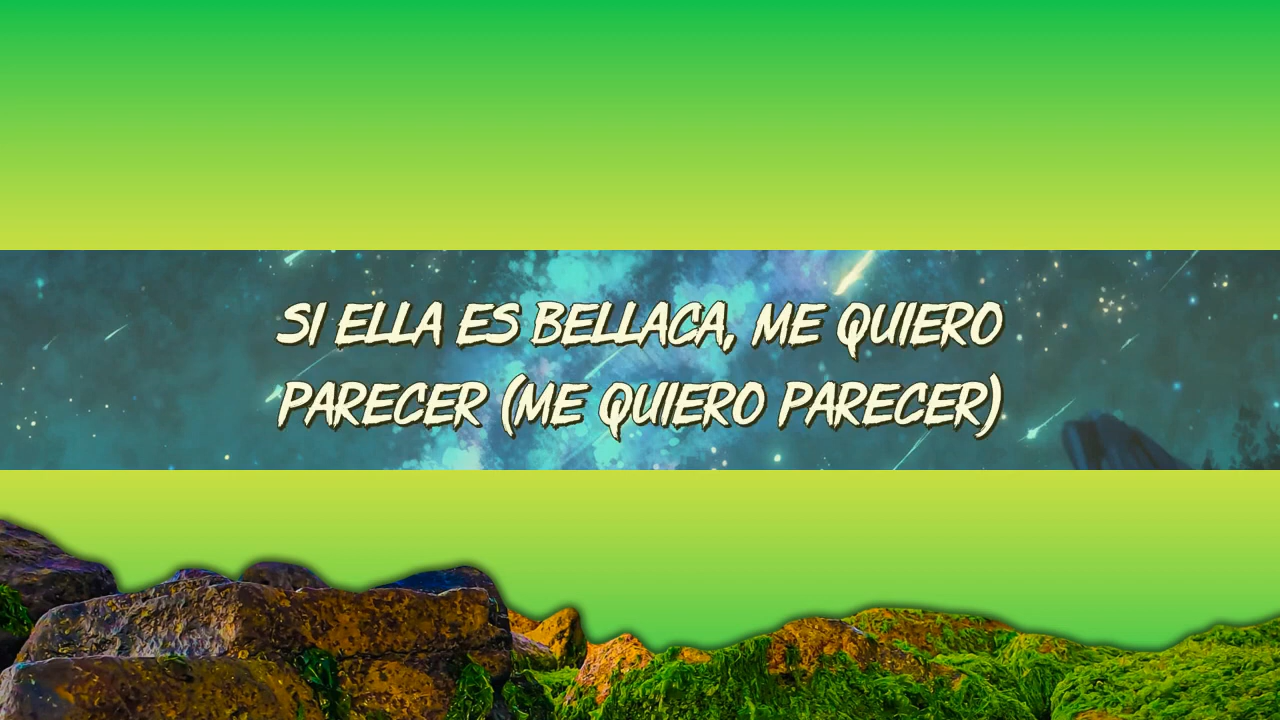 SI ELLA ES BELLACA, ME QUIERO
PARECER (ME QUIERO PARECER)